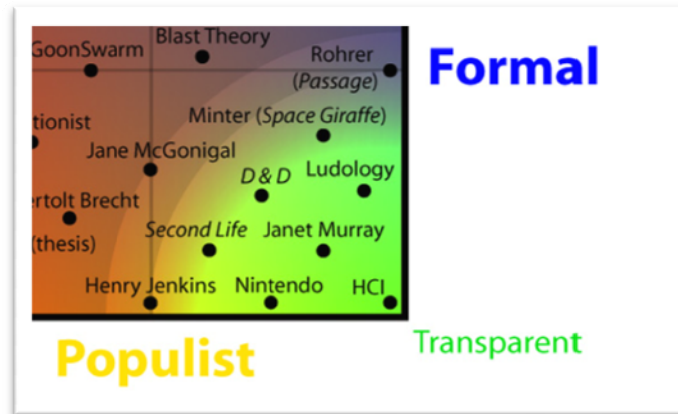 GoonSwarm
Blast Theory
Rohrer
(Passage)
Formal
Minter (Space Giraffe)
tionist
Jane McGonigal
D & D
Ludology
ertolt Brecht
(thesis)
Second Life
Janet Murray
Henry Jenkins
Nintendo
HCI
Populist
Transparent